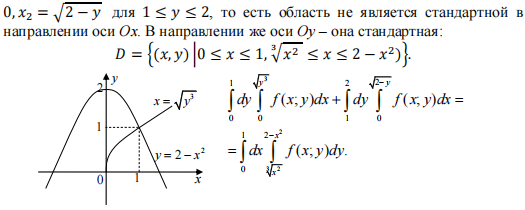 0, x₂ = √(2 − y) для 1 ≤ y ≤ 2, то есть область не является стандартной в
направлении оси Ox. В направлении же оси Oy – она стандартная:
D = {(x, y) | 0 ≤ x ≤ 1, ∛(x²) ≤ x ≤ 2 − x²)}.
y
2
x = √(y³)
1
y = 2 − x²
0
1
x
∫₀¹ dy ∫₀^√(y³) f(x; y)dx + ∫₁² dy ∫₀^√(2−y) f(x; y)dx =
= ∫₀¹ dx ∫_∛(x²)^(2−x²) f(x; y)dy.